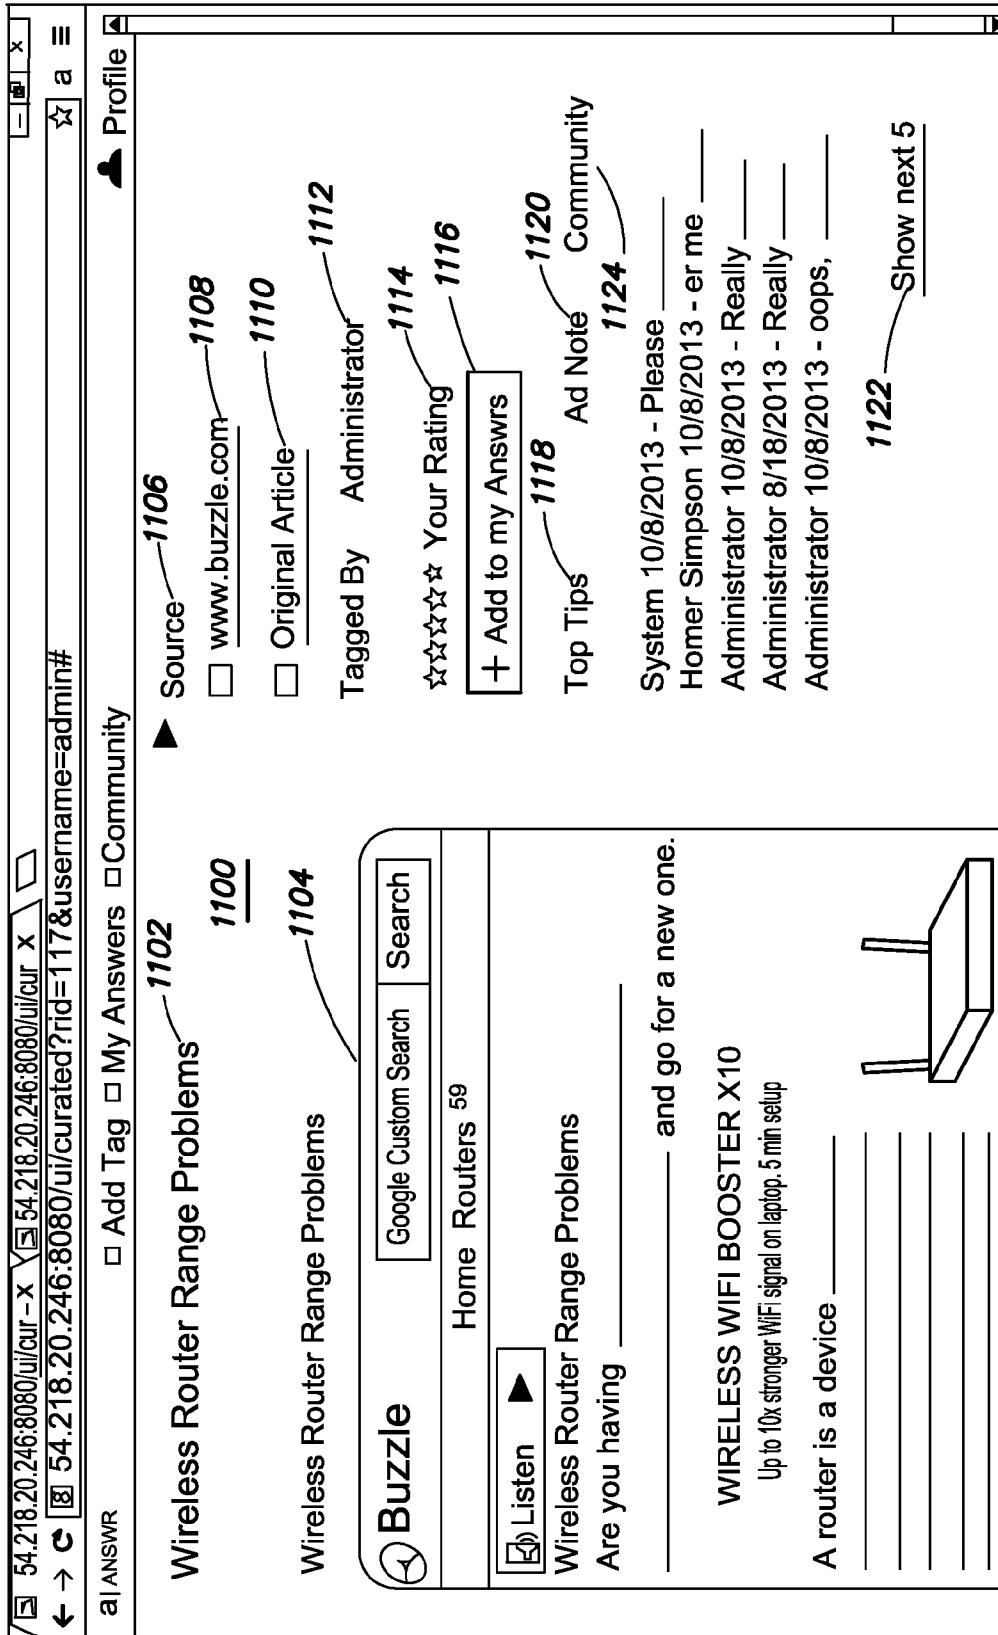 54.218.20.246:8080/ui/cur – x 54.218.20.246:8080/ui/cur x
54.218.20.246:8080/ui/curated?rid=117&username=admin# a
a| ANSWR Add Tag My Answers Community Profile
Wireless Router Range Problems 1102
1100
Wireless Router Range Problems 1104
Buzzle Google Custom Search Search
Home Routers 59
Listen
Wireless Router Range Problems
Are you having
and go for a new one.
WIRELESS WIFI BOOSTER X10
Up to 10x stronger WiFi signal on laptop. 5 min setup
A router is a device
Source 1106
www.buzzle.com 1108
Original Article 1110
Tagged By Administrator 1112
Your Rating 1114
+ Add to my Answrs 1116
Top Tips 1118 Ad Note 1120 Community 1124
System 10/8/2013 - Please
Homer Simpson 10/8/2013 - er me
Administrator 10/8/2013 - Really
Administrator 8/18/2013 - Really
Administrator 10/8/2013 - oops,
1122 Show next 5